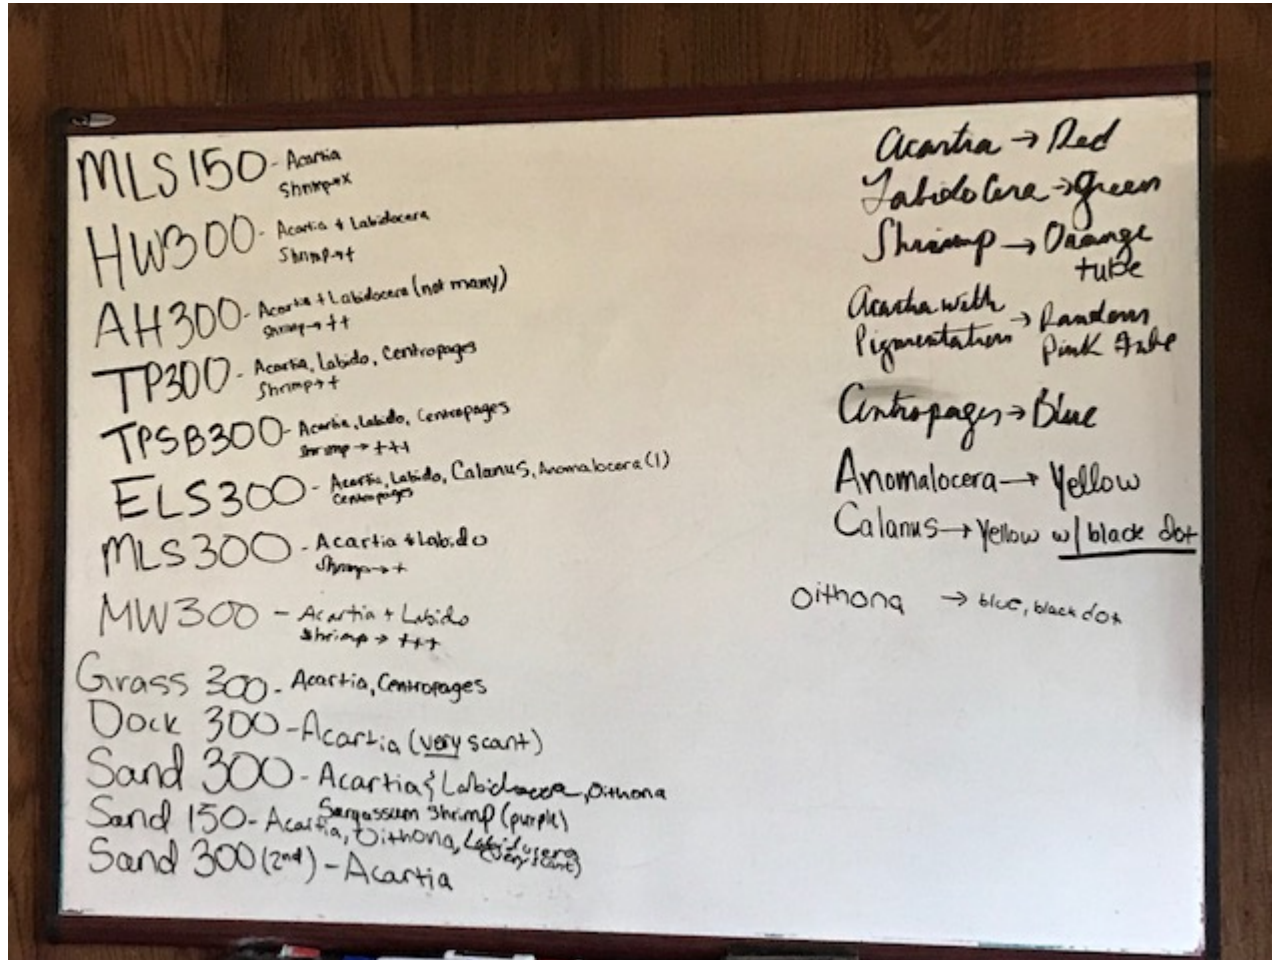 MLS150 - Acartia
Shrimp→x
HW300 - Acartia + Labidocera
Shrimp→+
AH300 - Acartia + Labidocera (not many)
Shrimp→++
TP300 - Acartia, Labido, Centropages
Shrimp→+
TPSB300 - Acartia, Labido, Centropages
Shrimp→+++
ELS300 - Acartia, Labido, Calanus, Anomalocera (1)
Centropages
MLS300 - Acartia + Labido
Shrimp→+
MW300 - Acartia + Labido
Shrimp→+++
Grass 300 - Acartia, Centropages
Dock 300 - Acartia (very scant)
Sand 300 - Acartia & Labidocera, Oithona
Sargassum shrimp (purple)
Sand 150 - Acartia, Oithona, Labidocera
(very scant)
Sand 300 (2nd) - Acartia
Acartia → Red
Labidocera → green
Shrimp → Orange
tube
Acartia with
Pigmentation → Random
pink tube
Centropages → Blue
Anomalocera → Yellow
Calanus → Yellow w/ black dot
Oithona → blue, black dot